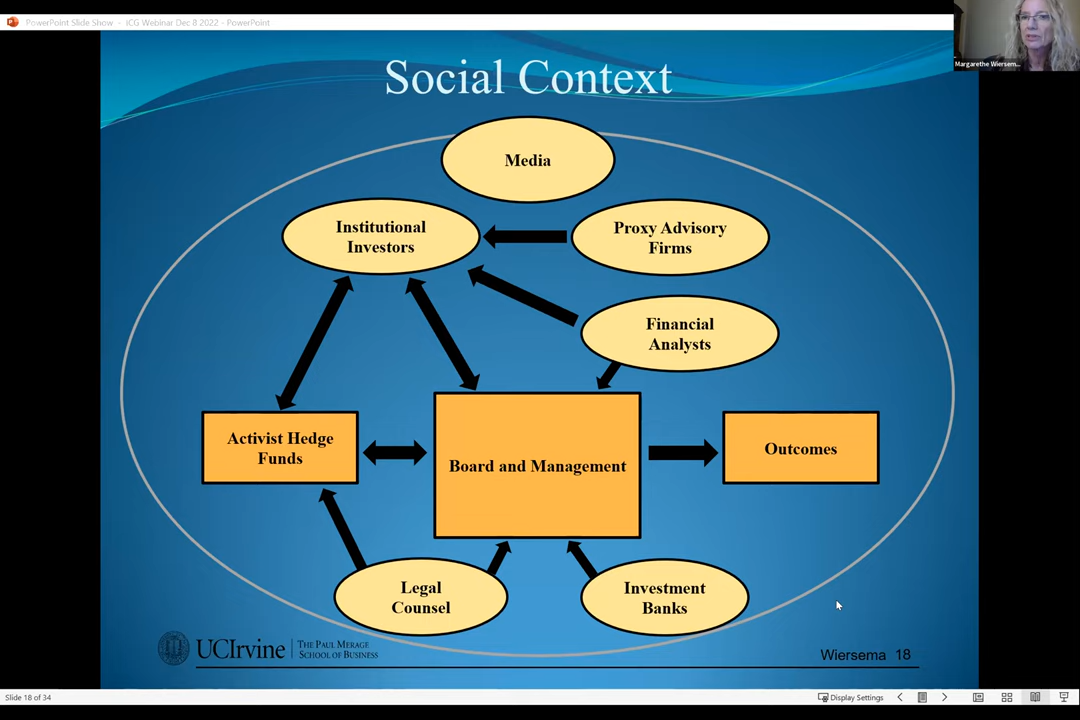 PowerPoint Slide Show - ICG Webinar Dec 8 2022 - PowerPoint
Margarethe Wiersem...
Social Context
Media
Institutional
Investors
Proxy Advisory
Firms
Financial
Analysts
Activist Hedge
Funds
Board and Management
Outcomes
Legal
Counsel
Investment
Banks
UCIrvine
THE PAUL MERAGE
SCHOOL OF BUSINESS
Wiersema 18
Slide 18 of 34
Display Settings